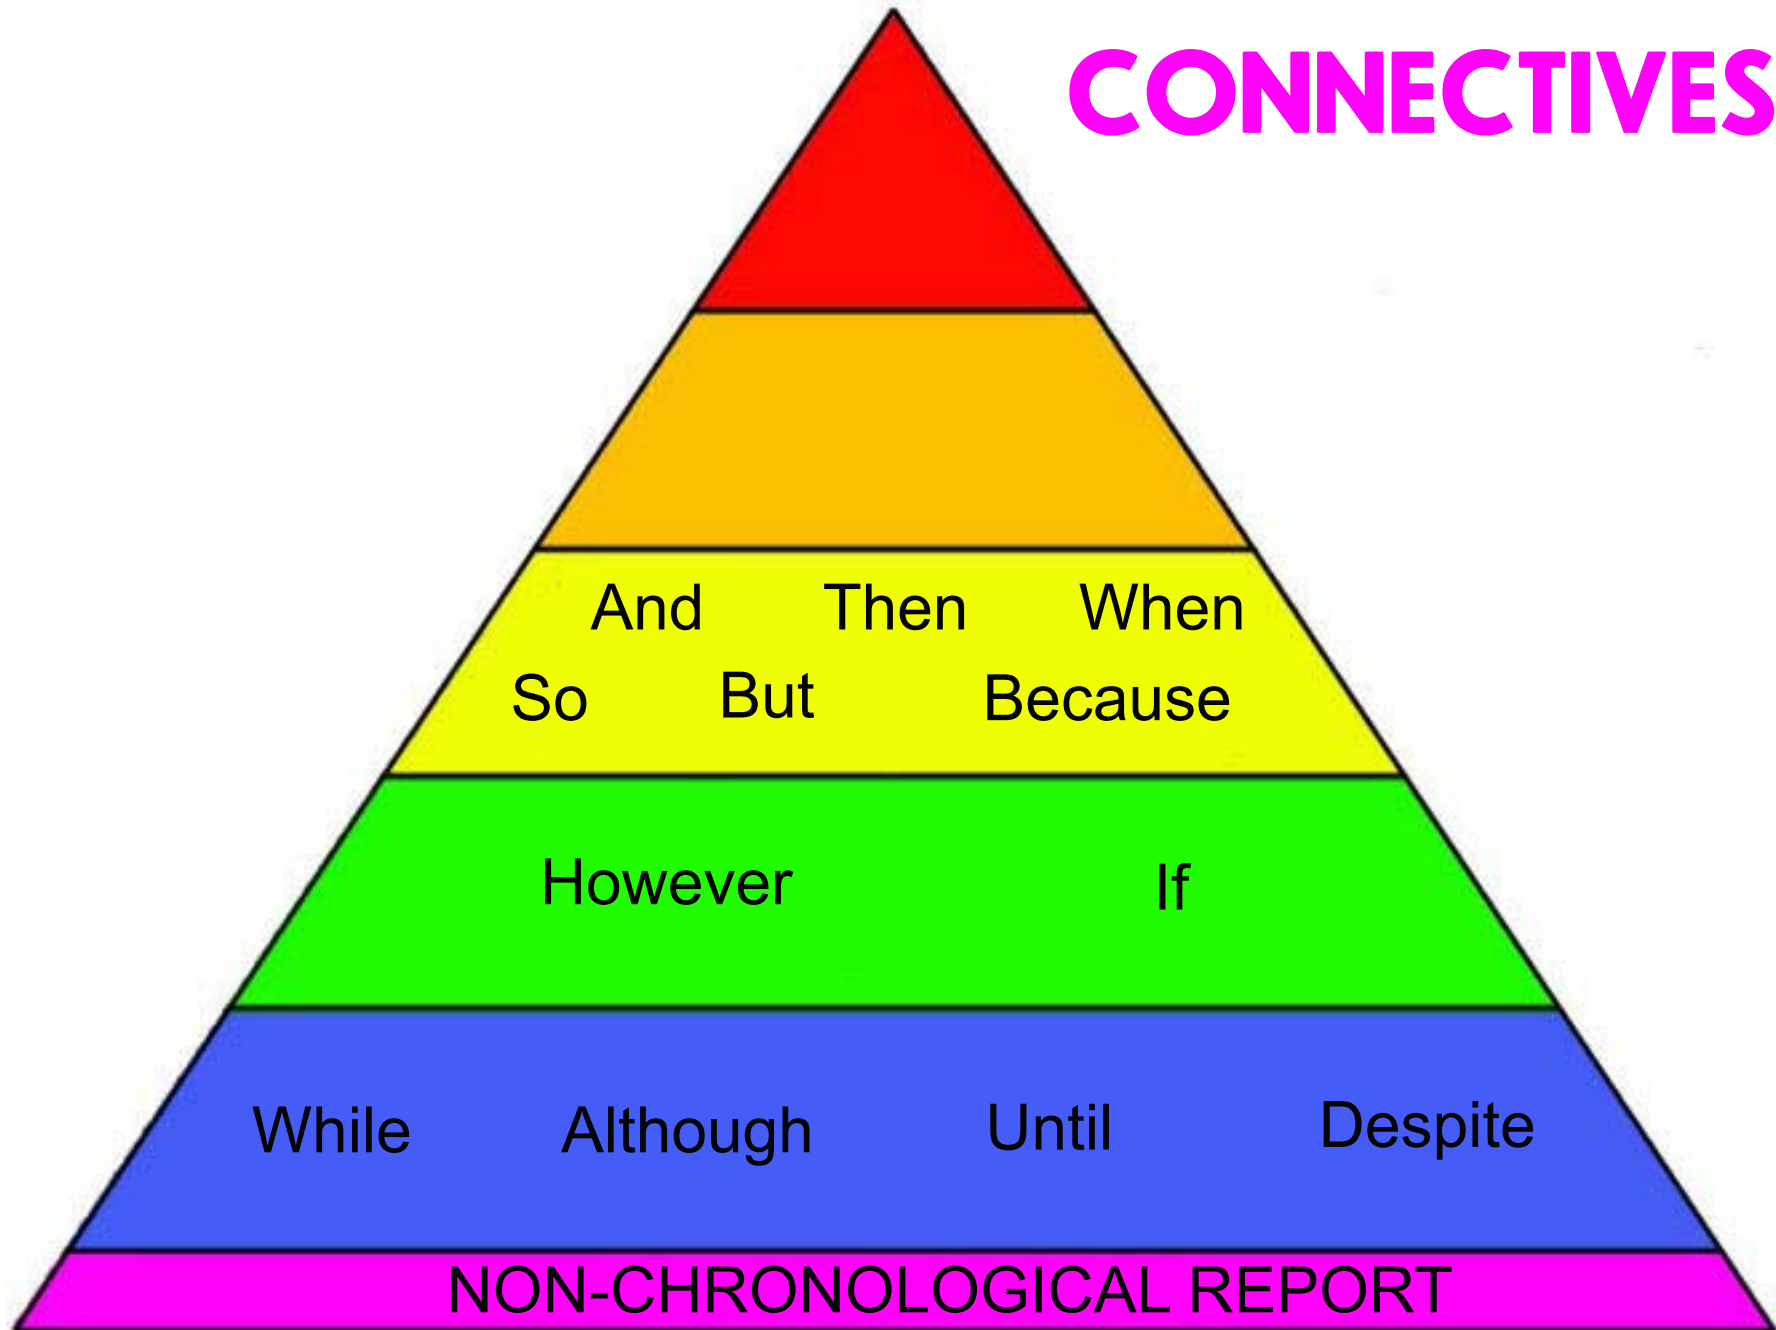 CONNECTIVES
And Then When
So But Because
However If
While Although Until Despite
NON-CHRONOLOGICAL REPORT